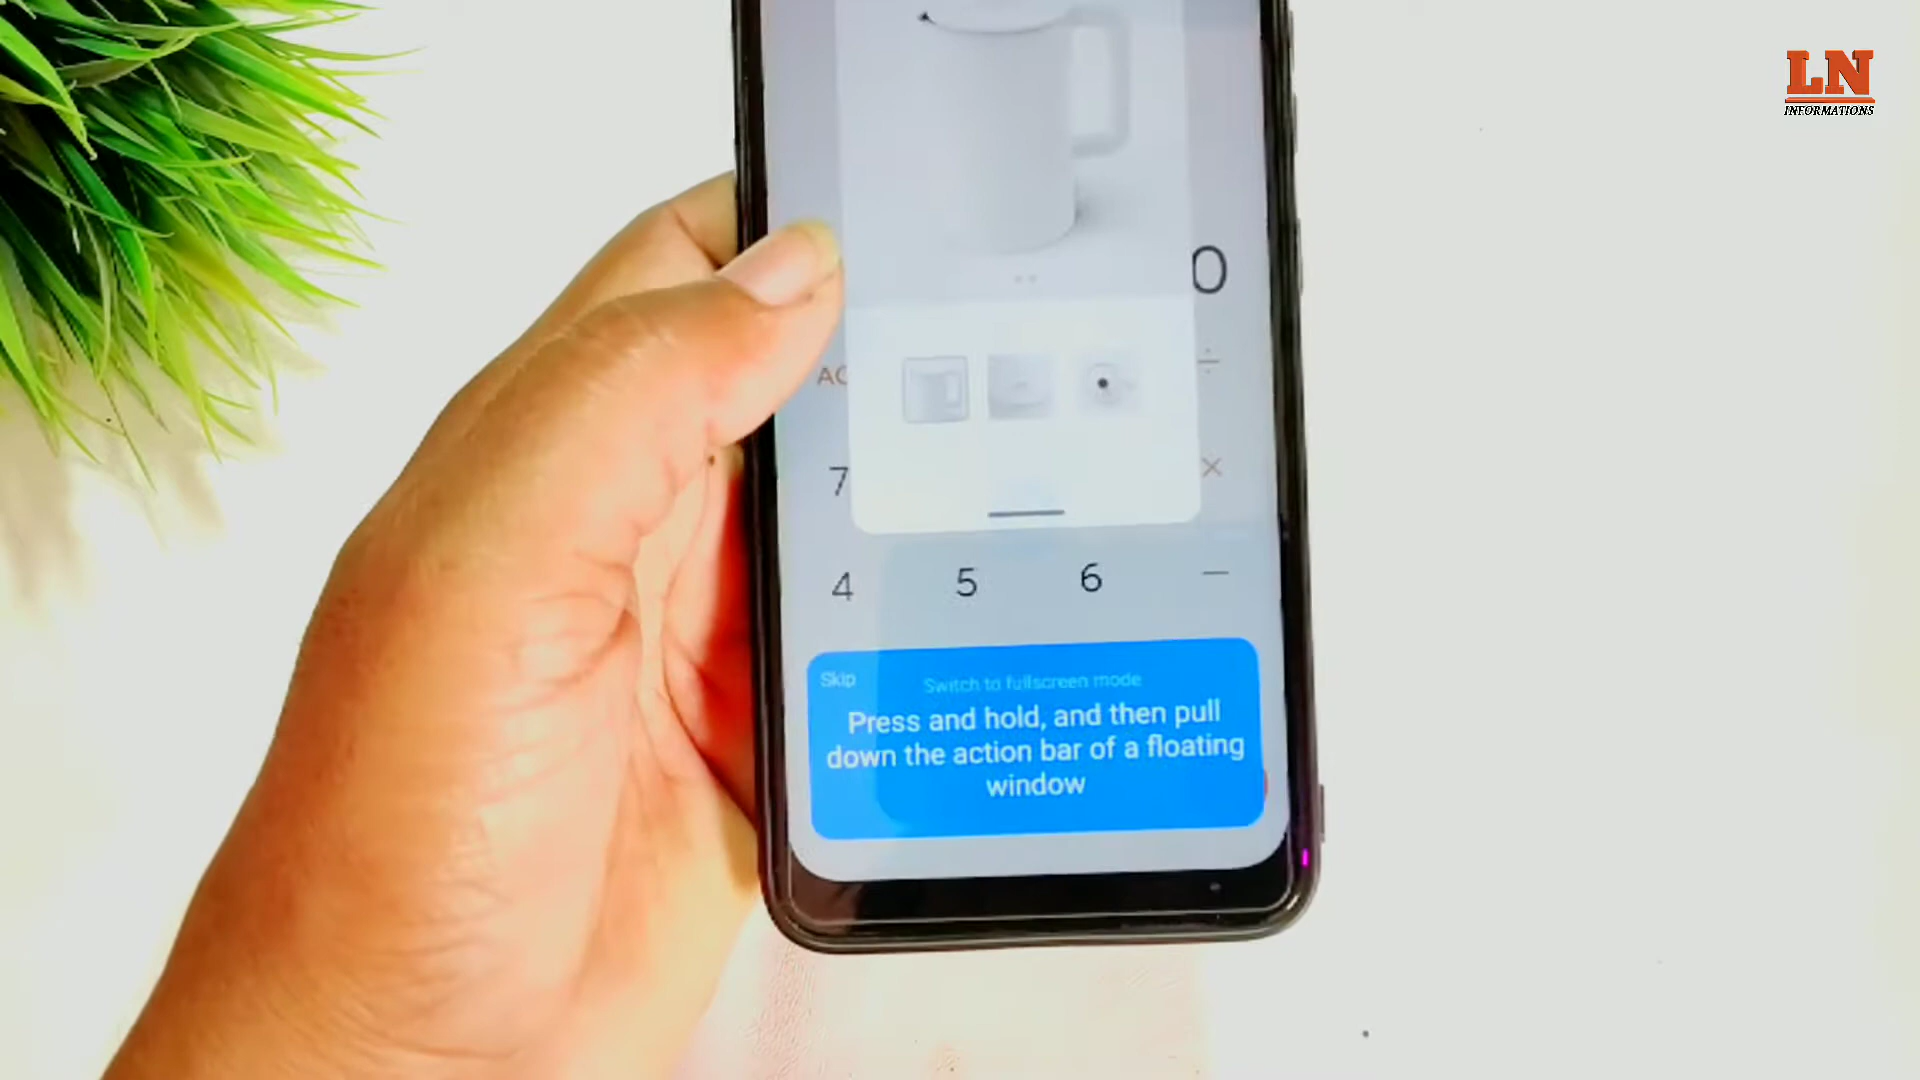 LN
INFORMATIONS
0
AC ÷
7 ×
4 5 6 —
Skip
Switch to fullscreen mode
Press and hold, and then pull
down the action bar of a floating
window